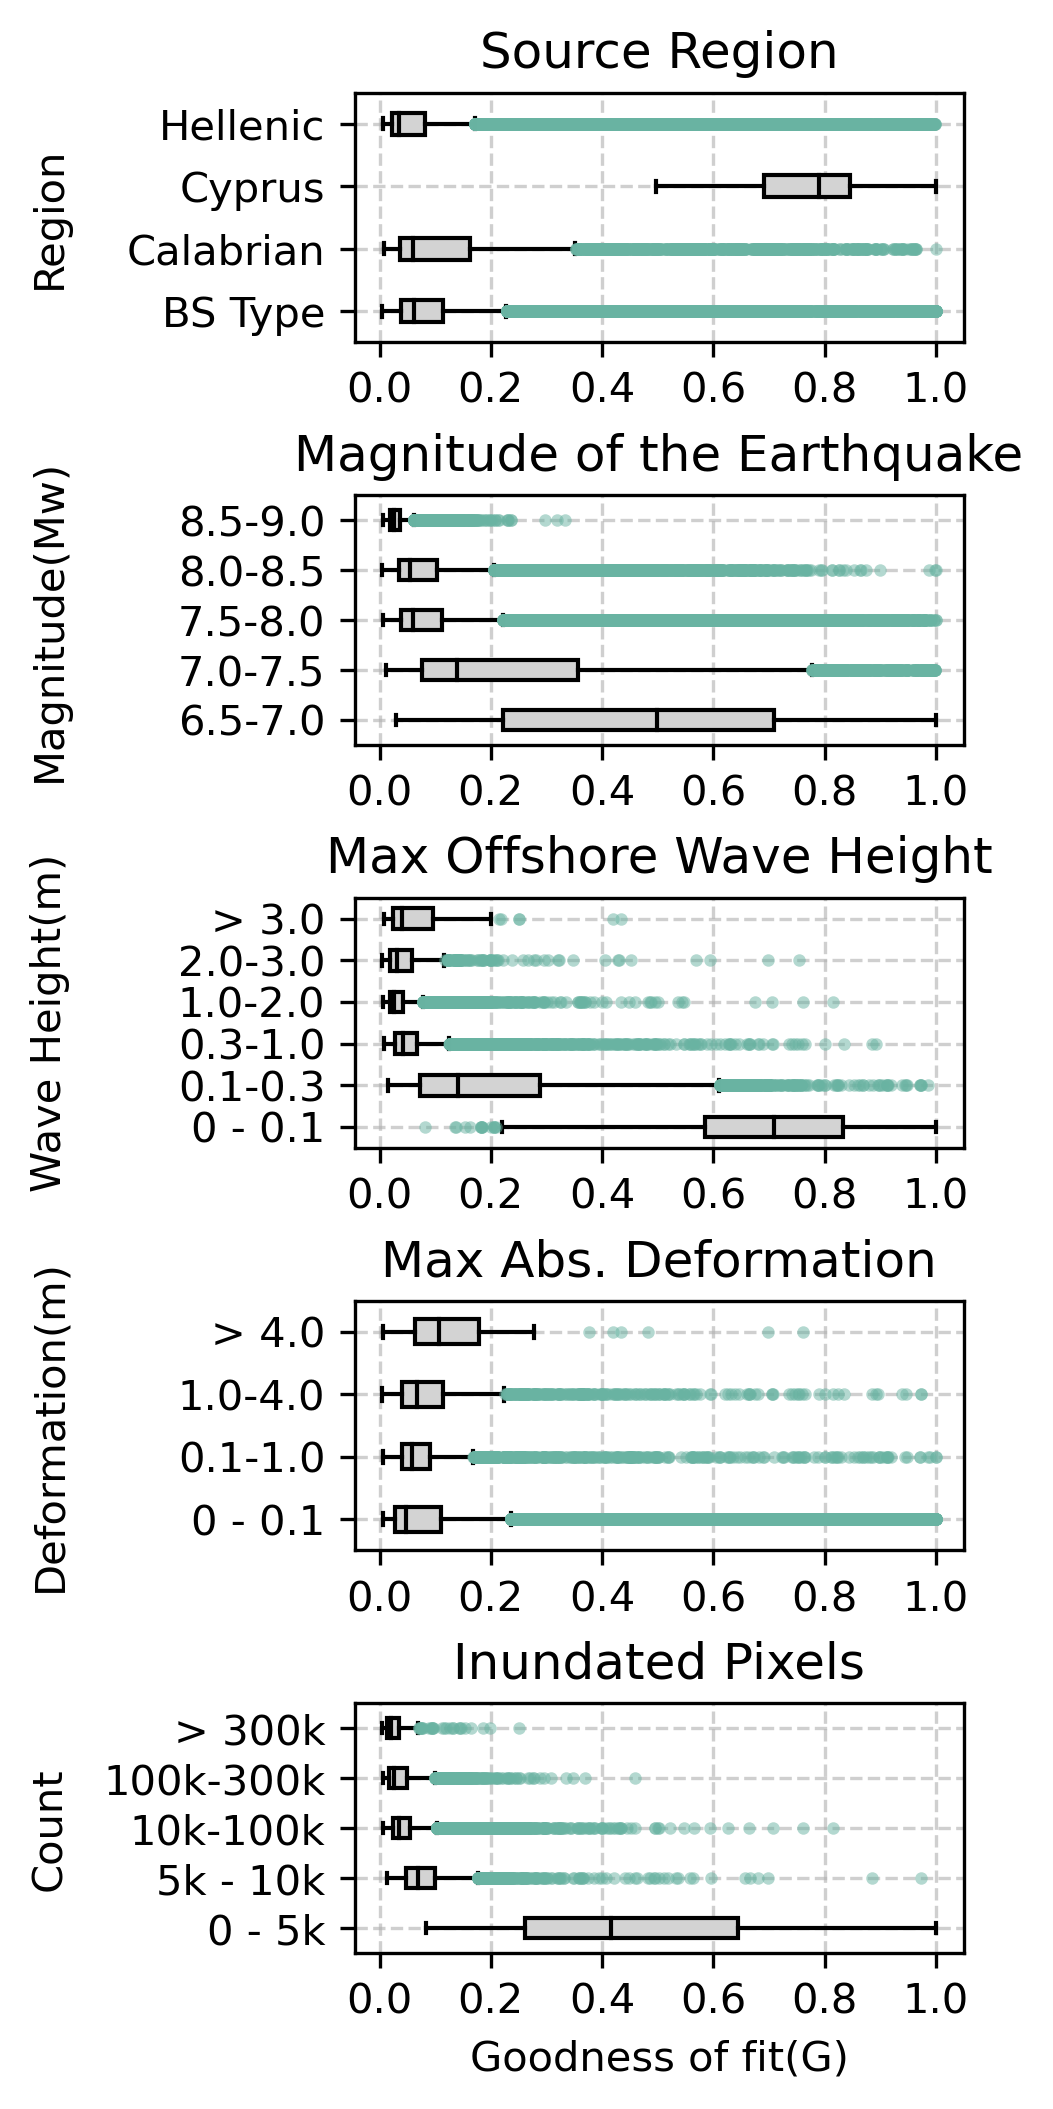 Source Region
Region
Hellenic
Cyprus
Calabrian
BS Type
0.0 0.2 0.4 0.6 0.8 1.0
Magnitude of the Earthquake
Magnitude(Mw)
8.5-9.0
8.0-8.5
7.5-8.0
7.0-7.5
6.5-7.0
0.0 0.2 0.4 0.6 0.8 1.0
Max Offshore Wave Height
Wave Height(m)
> 3.0
2.0-3.0
1.0-2.0
0.3-1.0
0.1-0.3
0 - 0.1
0.0 0.2 0.4 0.6 0.8 1.0
Max Abs. Deformation
Deformation(m)
> 4.0
1.0-4.0
0.1-1.0
0 - 0.1
0.0 0.2 0.4 0.6 0.8 1.0
Inundated Pixels
Count
> 300k
100k-300k
10k-100k
5k - 10k
0 - 5k
0.0 0.2 0.4 0.6 0.8 1.0
Goodness of fit(G)